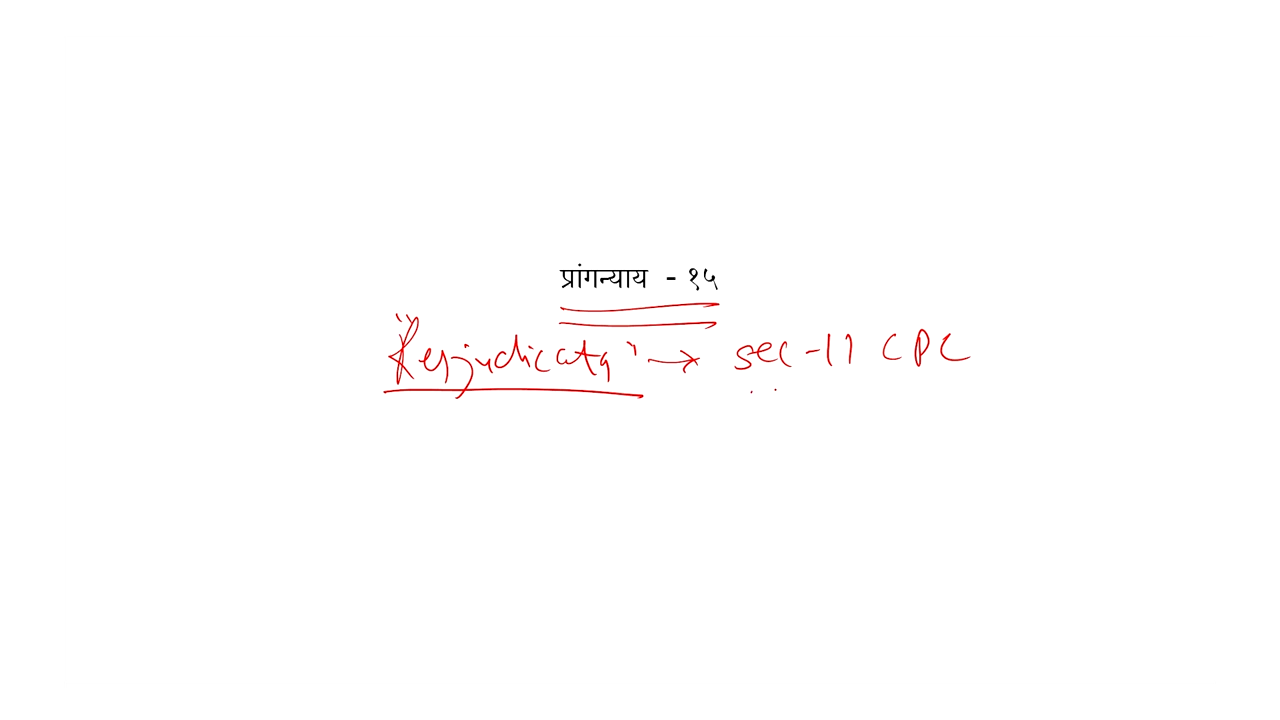 प्रांगन्याय - १५
"Resjudicata" → sec-11 CPC